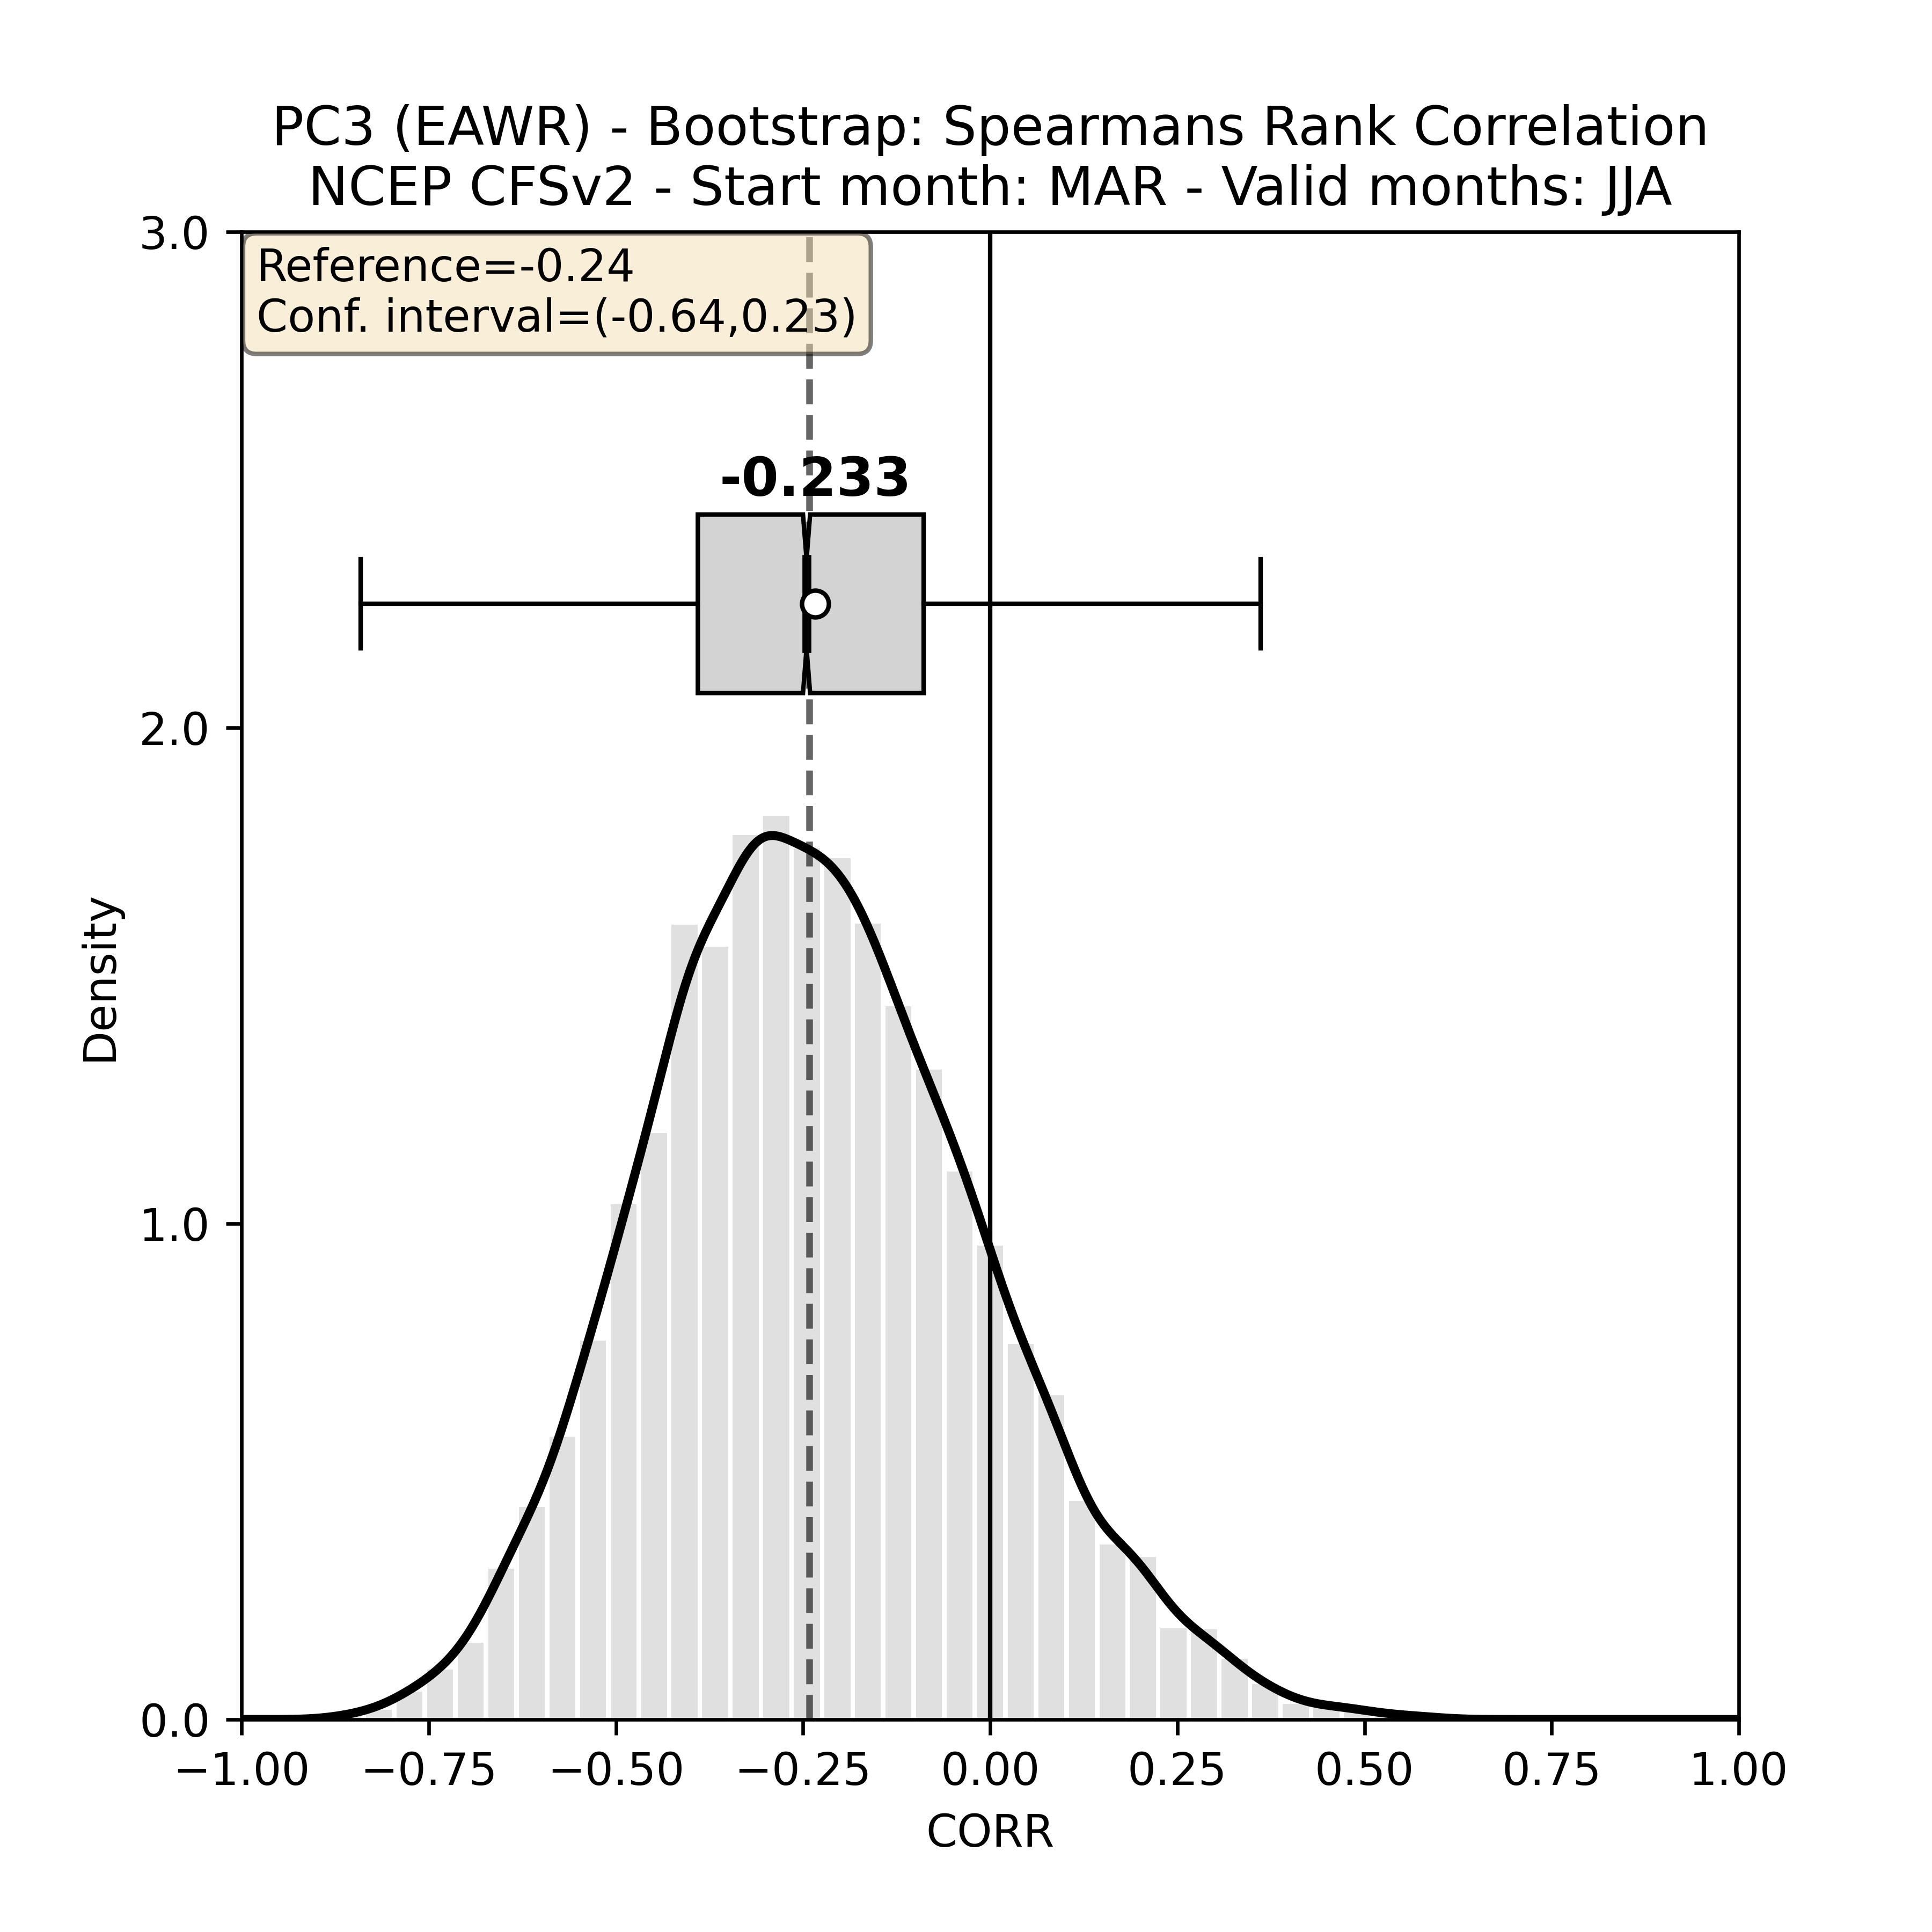 PC3 (EAWR) - Bootstrap: Spearmans Rank Correlation
NCEP CFSv2 - Start month: MAR - Valid months: JJA
3.0
Reference=-0.24
Conf. interval=(-0.64,0.23)
-0.233
2.0
Density
1.0
0.0
−1.00 −0.75 −0.50 −0.25 0.00 0.25 0.50 0.75 1.00
CORR